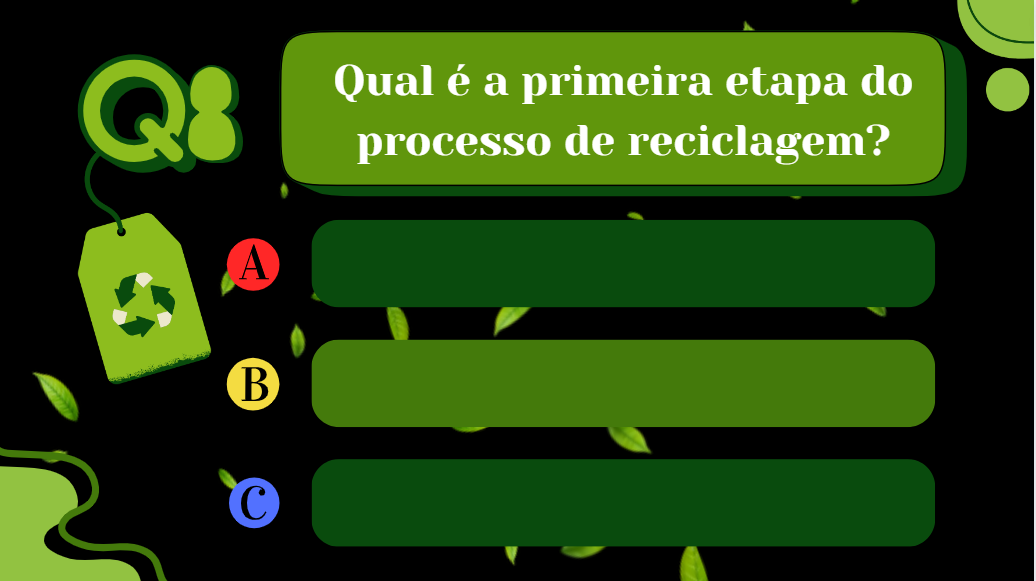 Q8
Qual é a primeira etapa do
processo de reciclagem?
A
B
C